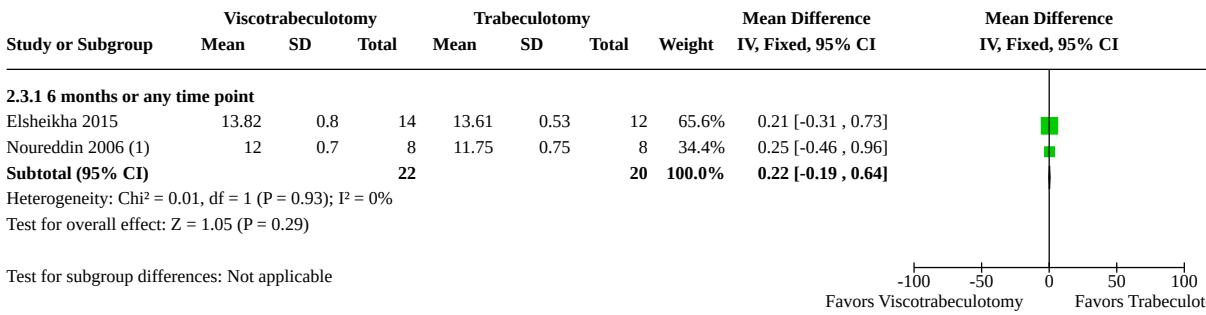 Viscotrabeculotomy Trabeculotomy Mean Difference Mean Difference
Study or Subgroup Mean SD Total Mean SD Total Weight IV, Fixed, 95% CI IV, Fixed, 95% CI
2.3.1 6 months or any time point
Elsheikha 2015 13.82 0.8 14 13.61 0.53 12 65.6% 0.21 [-0.31 , 0.73]
Noureddin 2006 (1) 12 0.7 8 11.75 0.75 8 34.4% 0.25 [-0.46 , 0.96]
Subtotal (95% CI) 22 20 100.0% 0.22 [-0.19 , 0.64]
Heterogeneity: Chi² = 0.01, df = 1 (P = 0.93); I² = 0%
Test for overall effect: Z = 1.05 (P = 0.29)
Test for subgroup differences: Not applicable
-100 -50 0 50 100
Favors Viscotrabeculotomy Favors Trabeculot